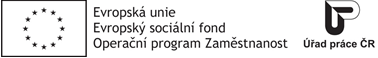 Evropská unie
Evropský sociální fond
Operační program Zaměstnanost
Úřad práce ČR